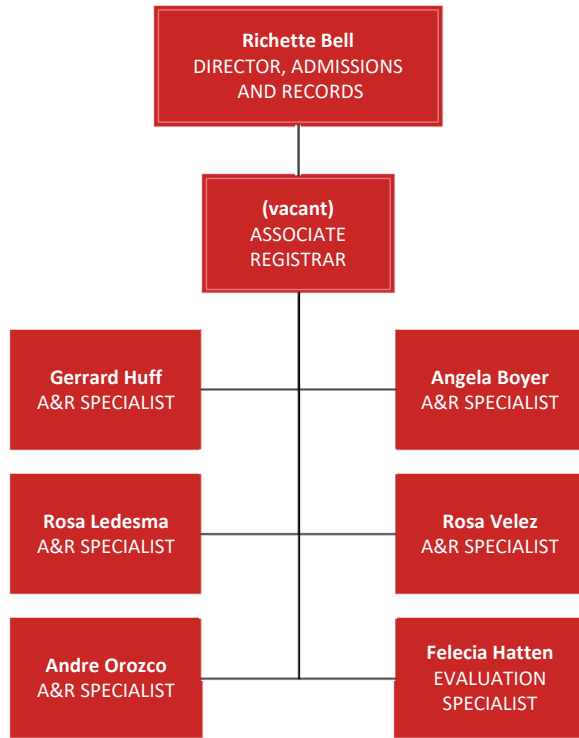 Richette Bell
DIRECTOR, ADMISSIONS
AND RECORDS
(vacant)
ASSOCIATE
REGISTRAR
Gerrard Huff
A&R SPECIALIST
Angela Boyer
A&R SPECIALIST
Rosa Ledesma
A&R SPECIALIST
Rosa Velez
A&R SPECIALIST
Andre Orozco
A&R SPECIALIST
Felecia Hatten
EVALUATION
SPECIALIST